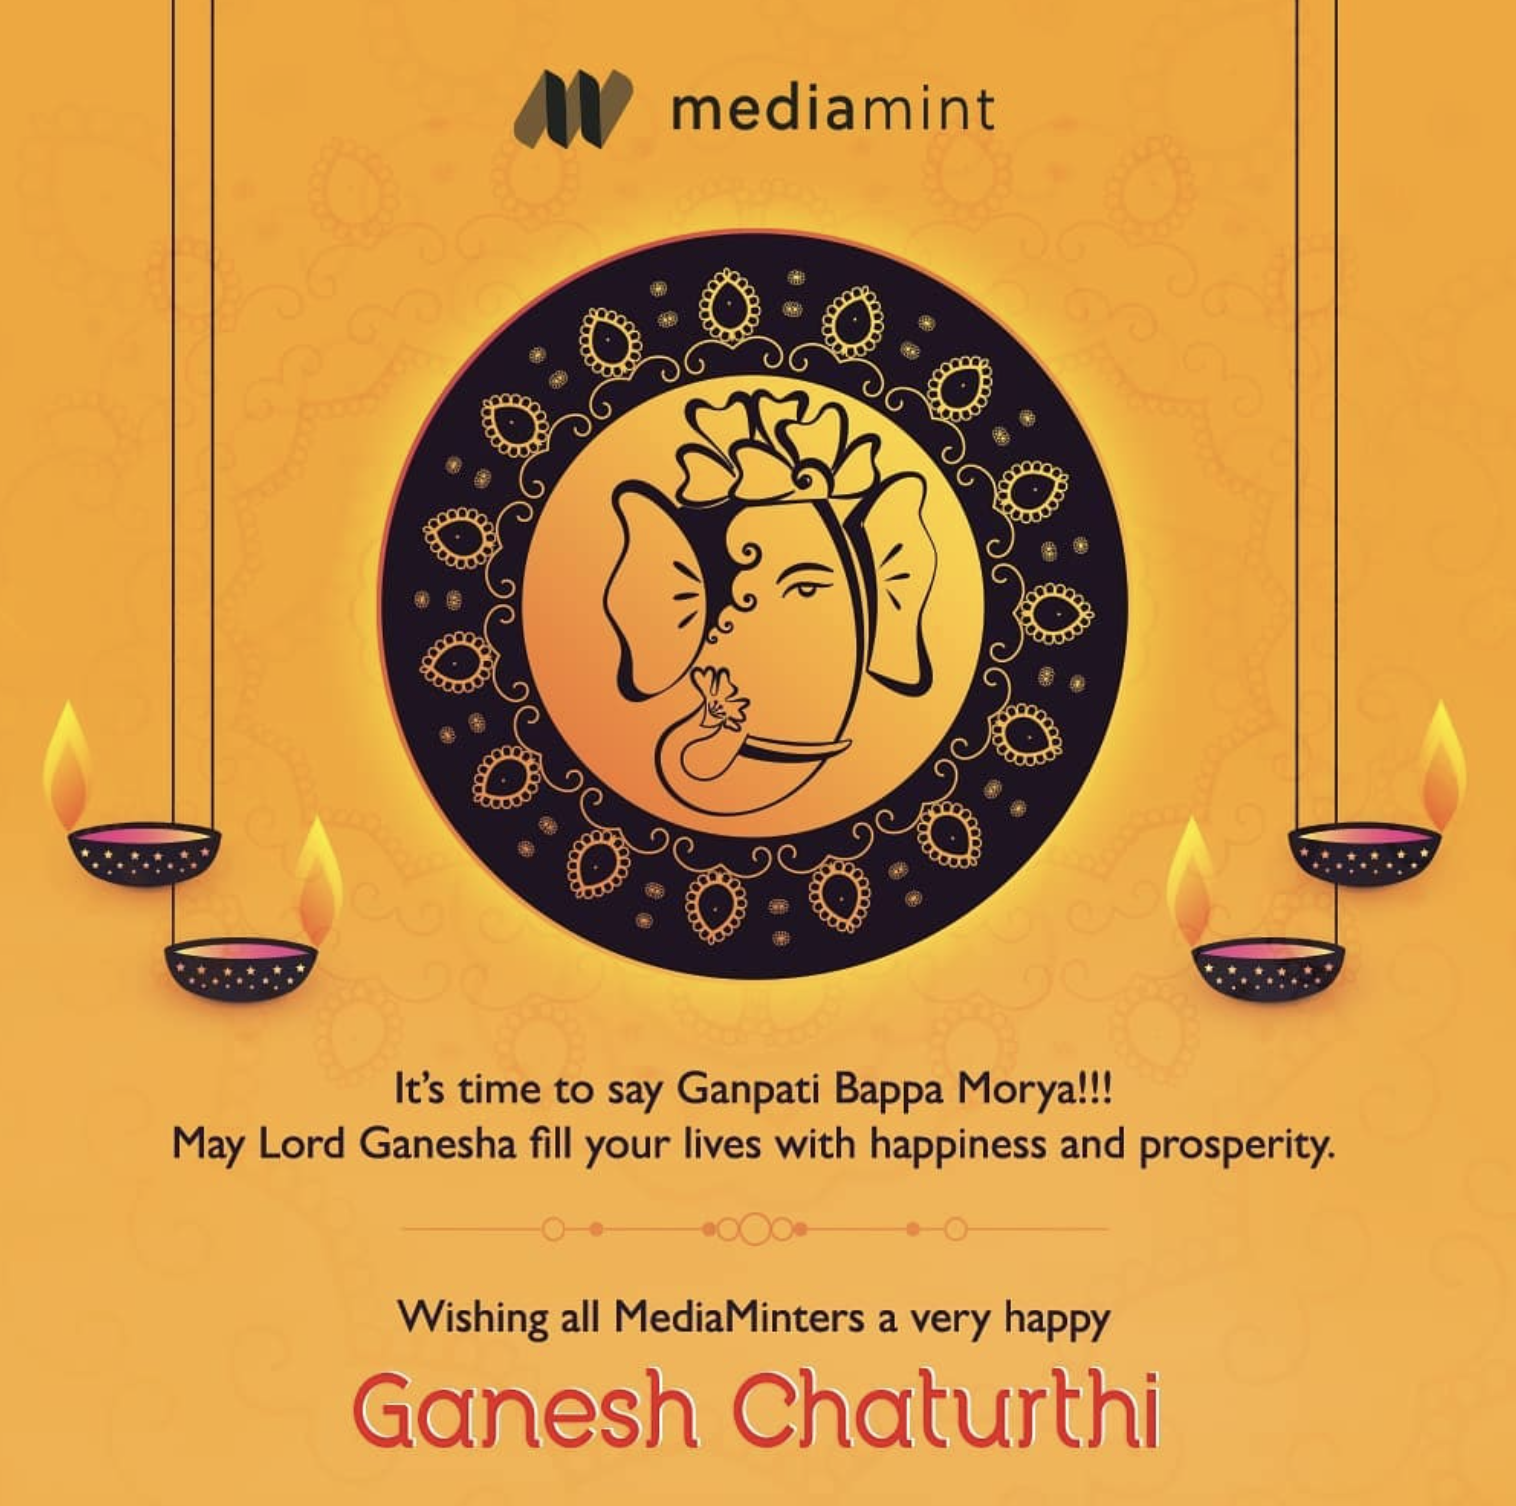 mediamint
It's time to say Ganpati Bappa Morya!!!
May Lord Ganesha fill your lives with happiness and prosperity.
Wishing all MediaMinters a very happy
Ganesh Chaturthi